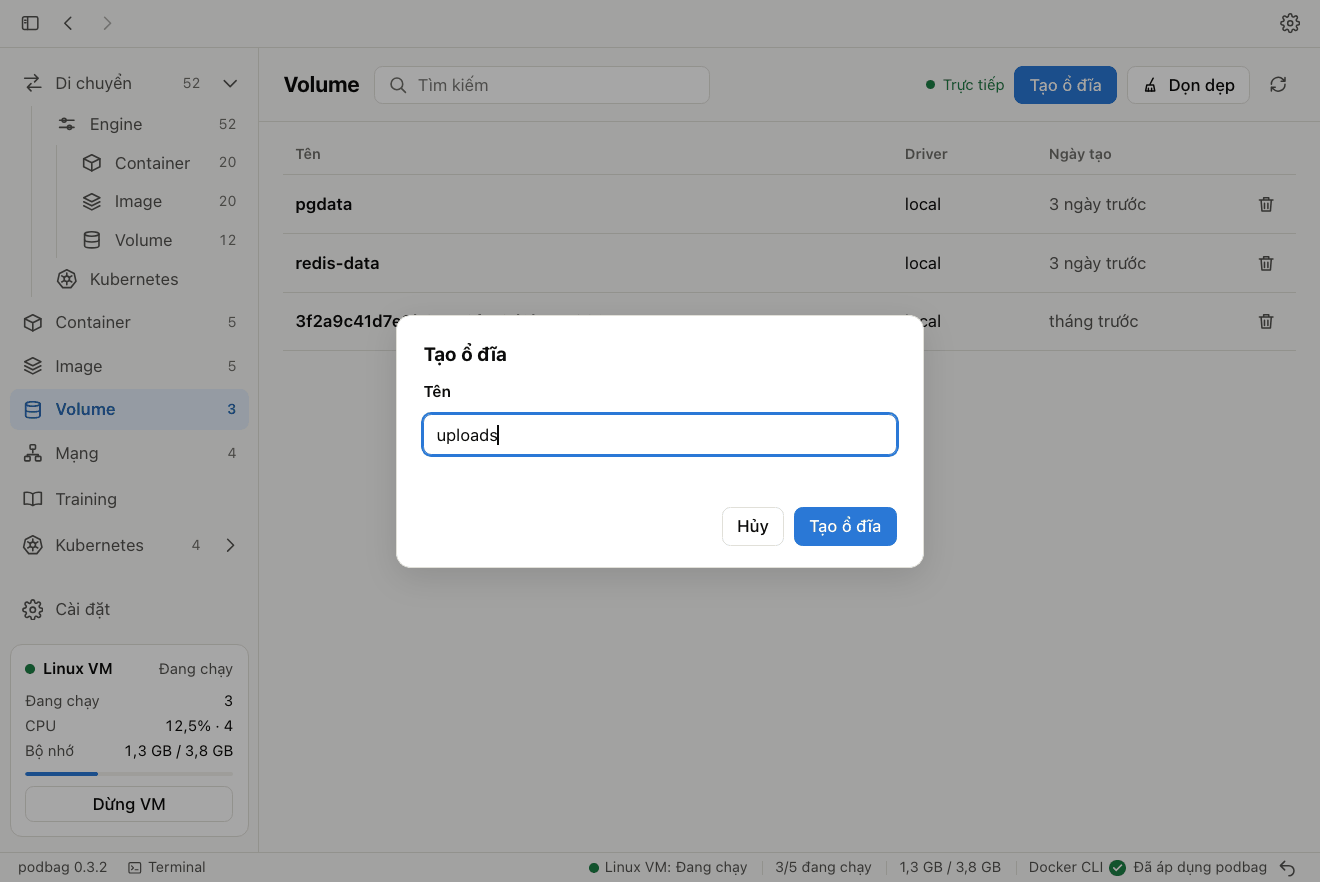 Di chuyển 52
Engine 52
Container 20
Image 20
Volume 12
Kubernetes
Container 5
Image 5
Volume 3
Mạng 4
Training
Kubernetes 4
Cài đặt
Linux VM Đang chạy
Đang chạy 3
CPU 12,5% · 4
Bộ nhớ 1,3 GB / 3,8 GB
Dừng VM
Volume Tìm kiếm Trực tiếp Tạo ổ đĩa Dọn dẹp
Tên Driver Ngày tạo
pgdata local 3 ngày trước
redis-data local 3 ngày trước
3f2a9c41d7e tháng trước
Tạo ổ đĩa
Tên
uploads
Hủy Tạo ổ đĩa
podbag 0.3.2 Terminal Linux VM: Đang chạy 3/5 đang chạy 1,3 GB / 3,8 GB Docker CLI Đã áp dụng podbag